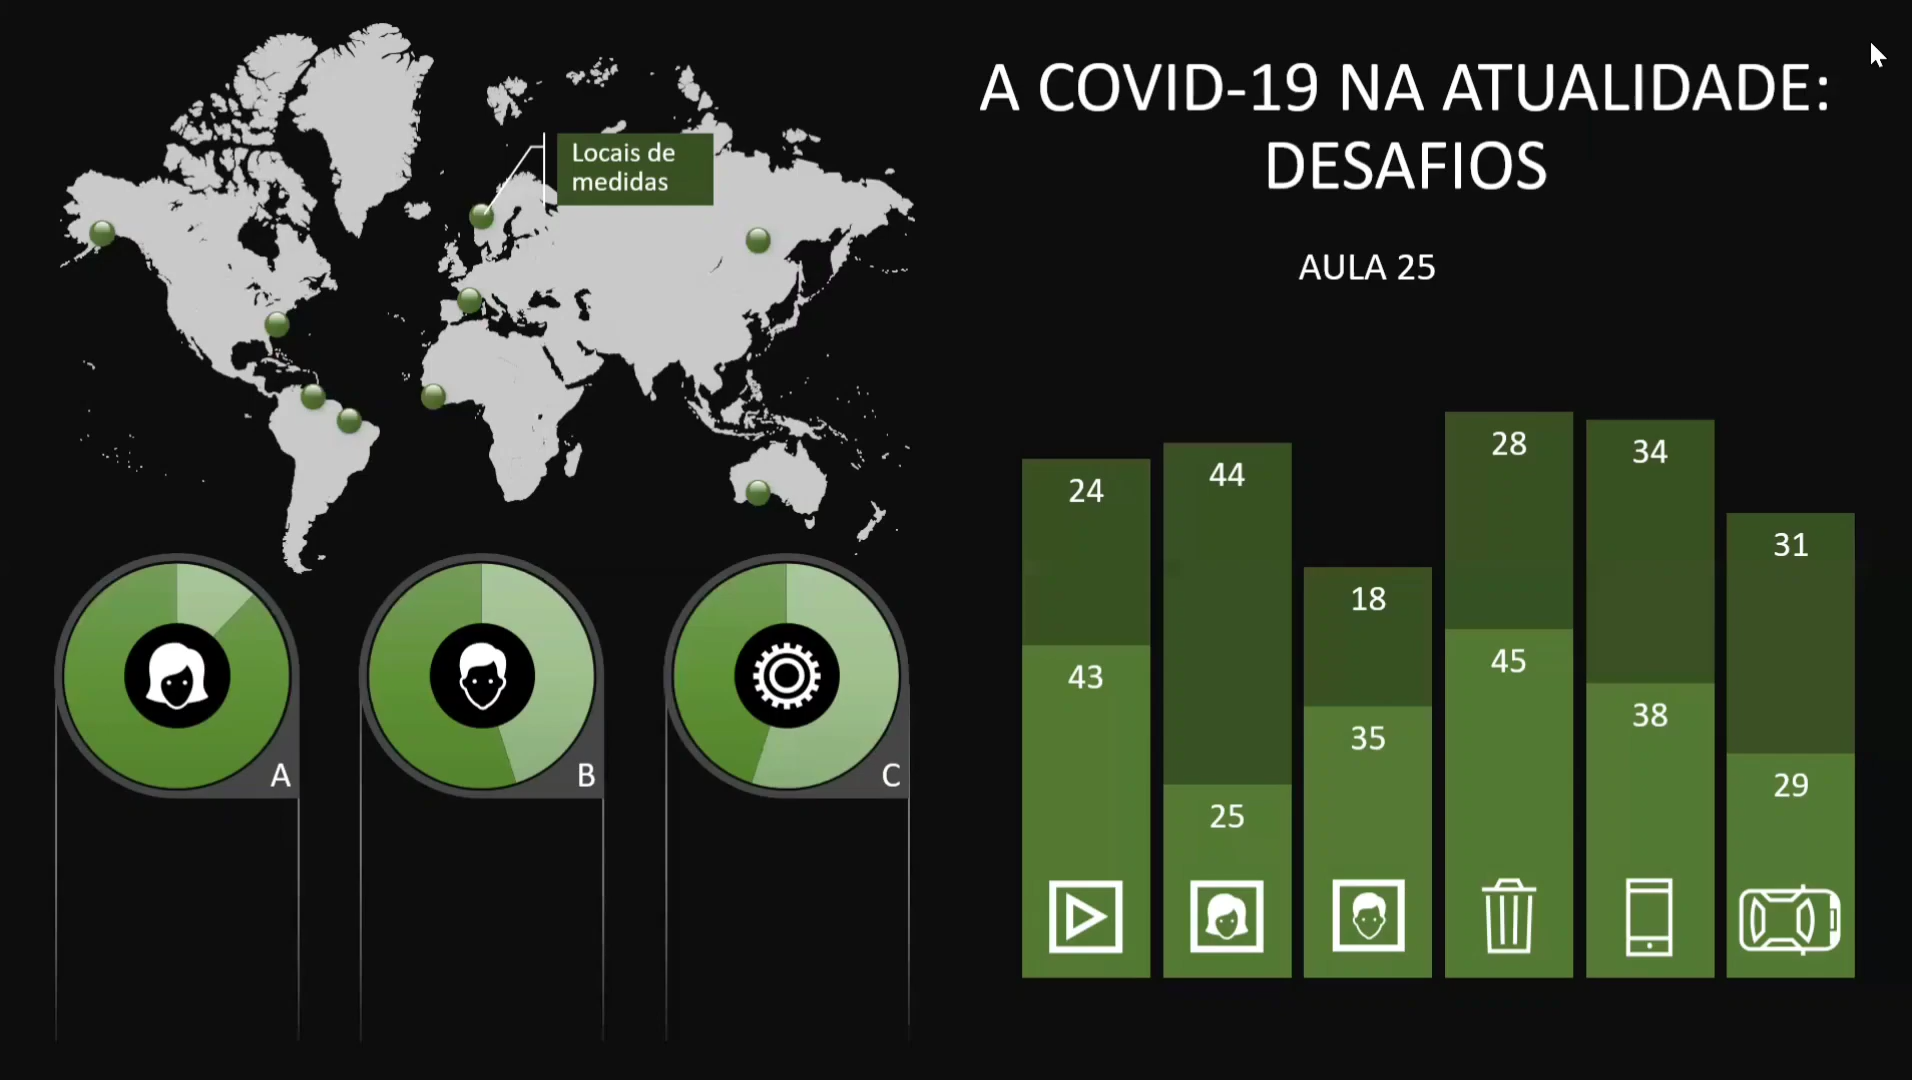 A COVID-19 NA ATUALIDADE:
DESAFIOS
AULA 25
Locais de
medidas
A
B
C
24
43
44
25
18
35
28
45
34
38
31
29